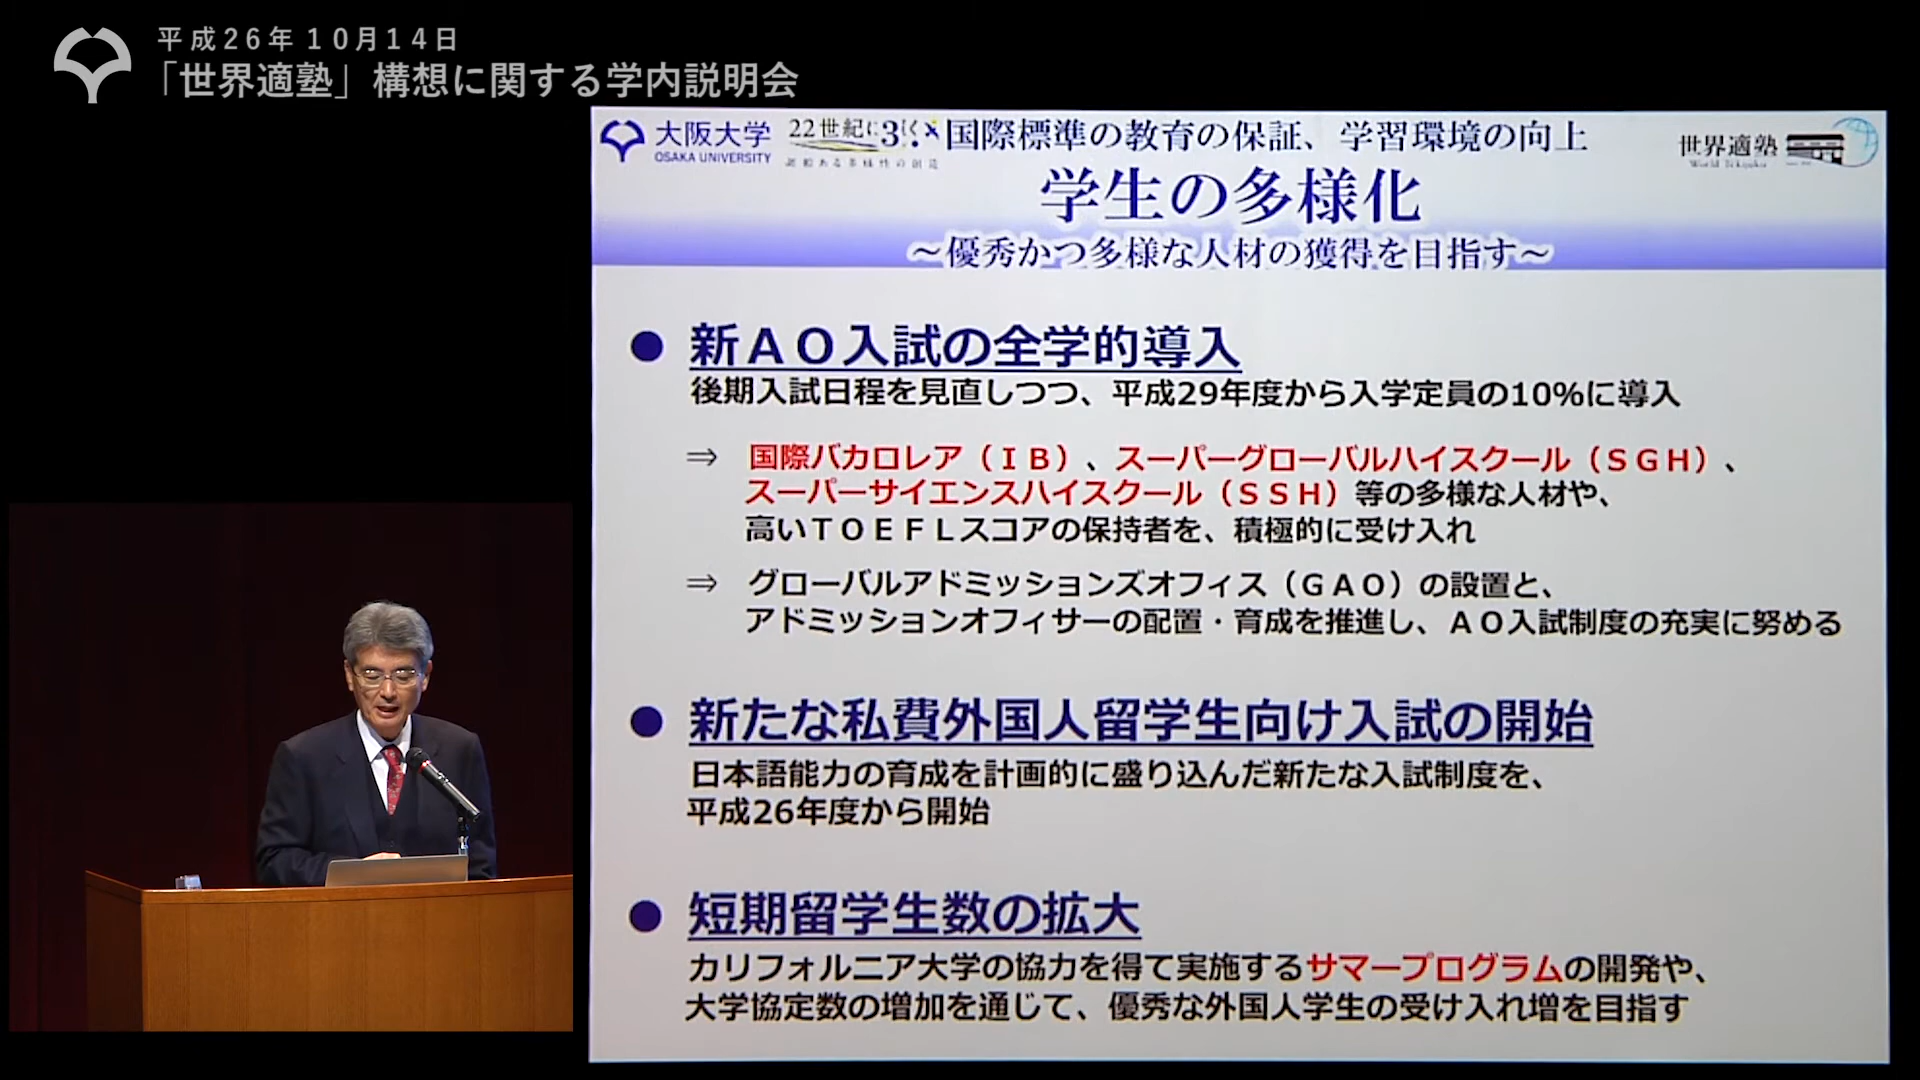 平成26年10月14日
「世界適塾」構想に関する学内説明会
大阪大学
OSAKA UNIVERSITY
22世紀に
国際標準の教育の保証、学習環境の向上
世界適塾
World Tekijuku
学生の多様化
～優秀かつ多様な人材の獲得を目指す～
● 新ＡＯ入試の全学的導入
後期入試日程を見直しつつ、平成29年度から入学定員の10%に導入
⇒ 国際バカロレア（ＩＢ）、スーパーグローバルハイスクール（ＳＧＨ）、
スーパーサイエンスハイスクール（ＳＳＨ）等の多様な人材や、
高いＴＯＥＦＬスコアの保持者を、積極的に受け入れ
⇒ グローバルアドミッションズオフィス（ＧＡＯ）の設置と、
アドミッションオフィサーの配置・育成を推進し、ＡＯ入試制度の充実に努める
● 新たな私費外国人留学生向け入試の開始
日本語能力の育成を計画的に盛り込んだ新たな入試制度を、
平成26年度から開始
● 短期留学生数の拡大
カリフォルニア大学の協力を得て実施するサマープログラムの開発や、
大学協定数の増加を通じて、優秀な外国人学生の受け入れ増を目指す